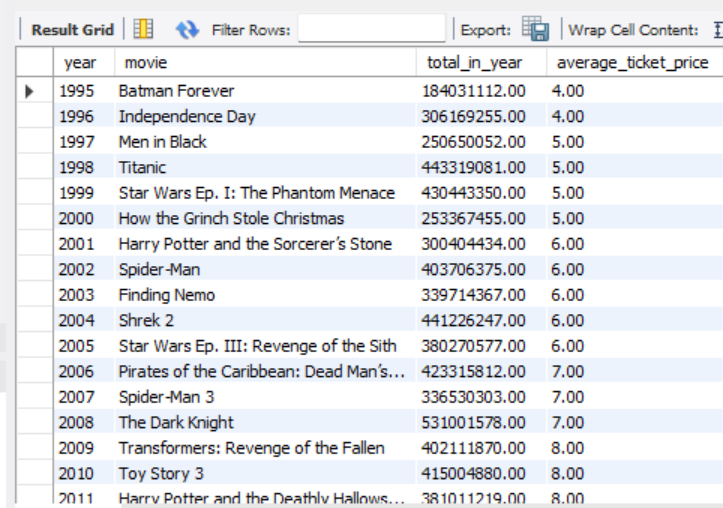 Result Grid Filter Rows: Export: Wrap Cell Content:
year movie total_in_year average_ticket_price
1995 Batman Forever 184031112.00 4.00
1996 Independence Day 306169255.00 4.00
1997 Men in Black 250650052.00 5.00
1998 Titanic 443319081.00 5.00
1999 Star Wars Ep. I: The Phantom Menace 430443350.00 5.00
2000 How the Grinch Stole Christmas 253367455.00 5.00
2001 Harry Potter and the Sorcerer's Stone 300404434.00 6.00
2002 Spider-Man 403706375.00 6.00
2003 Finding Nemo 339714367.00 6.00
2004 Shrek 2 441226247.00 6.00
2005 Star Wars Ep. III: Revenge of the Sith 380270577.00 6.00
2006 Pirates of the Caribbean: Dead Man's... 423315812.00 7.00
2007 Spider-Man 3 336530303.00 7.00
2008 The Dark Knight 531001578.00 7.00
2009 Transformers: Revenge of the Fallen 402111870.00 8.00
2010 Toy Story 3 415004880.00 8.00
2011 Harry Potter and the Deathly Hallows... 381011219.00 8.00